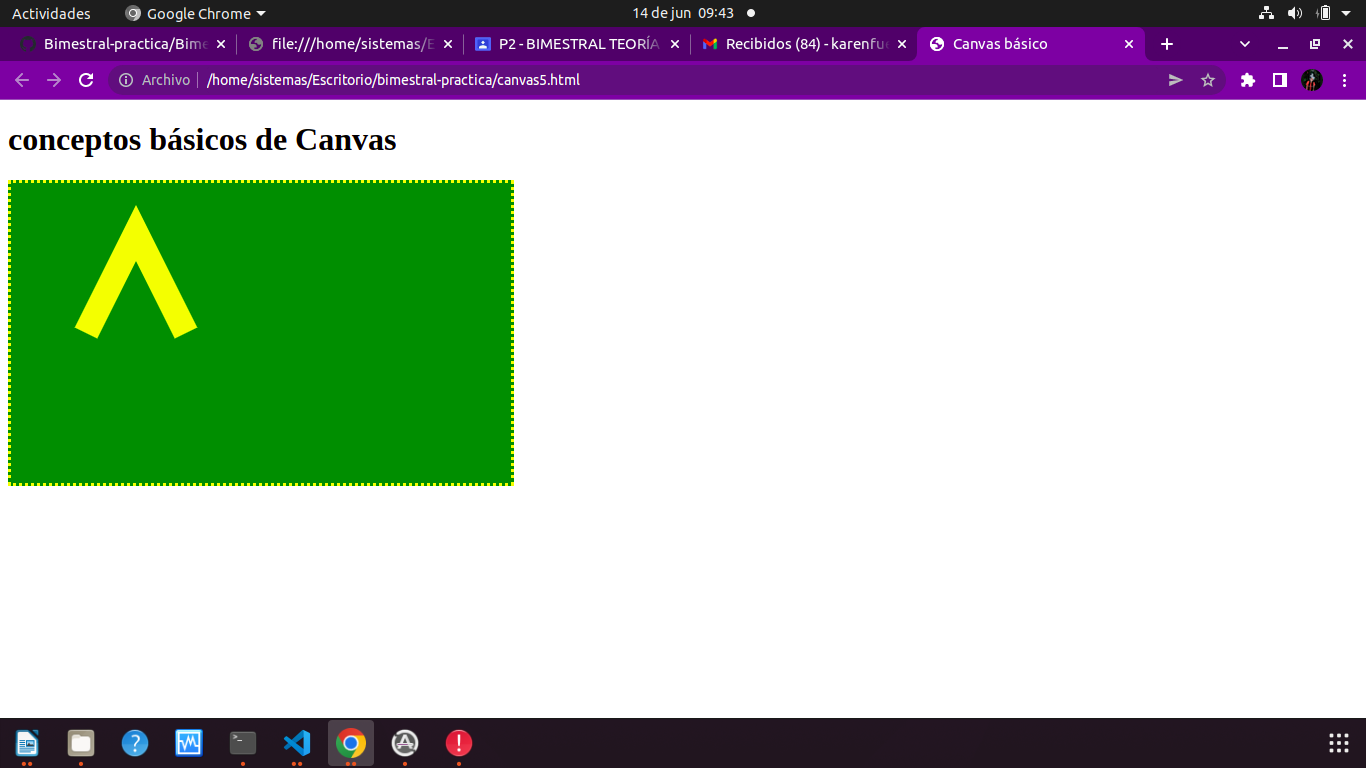 Actividades Google Chrome 14 de jun 09:43
Bimestral-practica/Bime file:///home/sistemas/E P2 - BIMESTRAL TEORÍA Recibidos (84) - karenfue Canvas básico
Archivo /home/sistemas/Escritorio/bimestral-practica/canvas5.html
conceptos básicos de Canvas